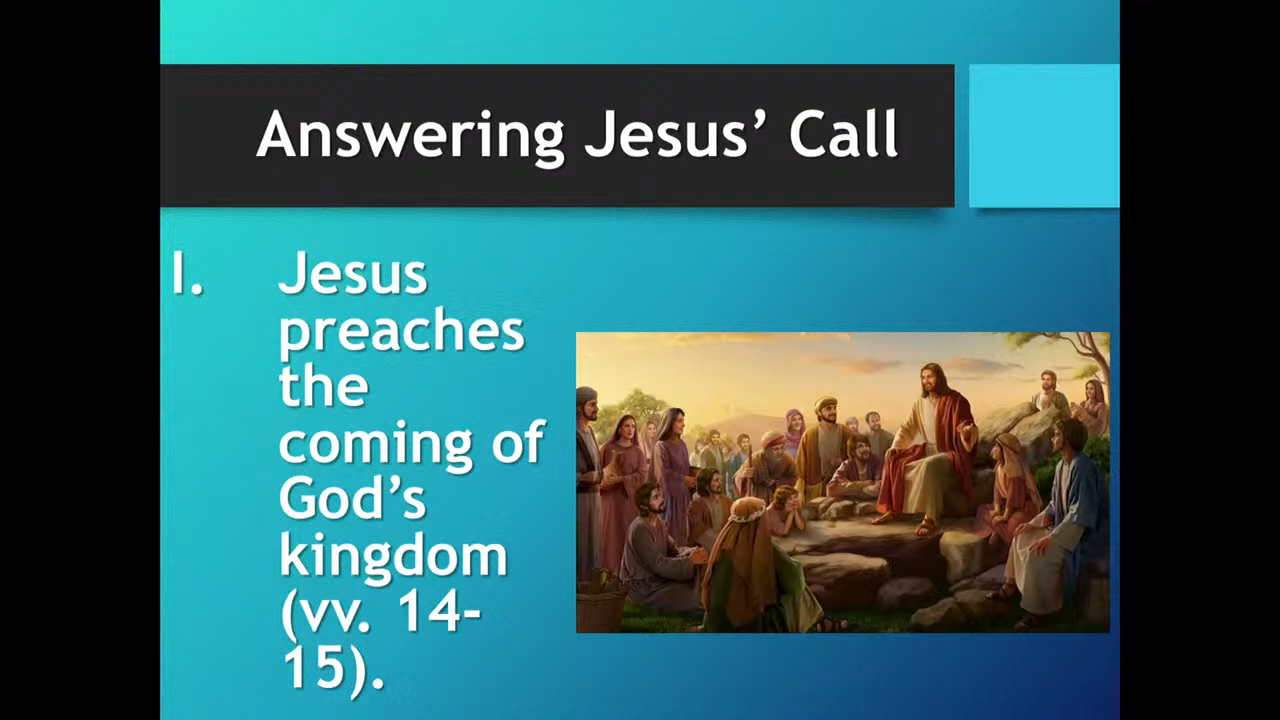 Answering Jesus’ Call
I. Jesus
preaches
the
coming of
God’s
kingdom
(vv. 14-
15).